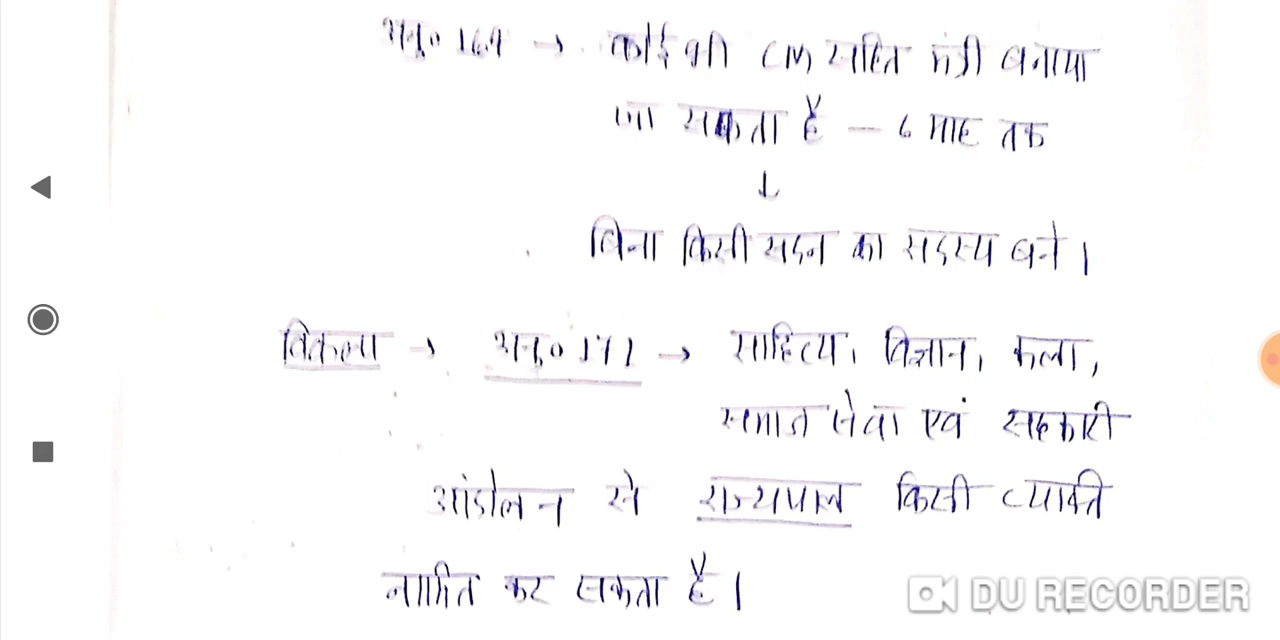 अनु० 164 → कोई भी CM सहित मंत्री बनाया
जा सकता है – 6 माह तक
↓
बिना किसी सदन का सदस्य बने।
विकल्प → अनु० 171 → साहित्य, विज्ञान, कला,
समाज सेवा एवं सहकारी
आंदोलन से राज्यपाल किसी व्यक्ति
नामित कर सकता है।
DU RECORDER